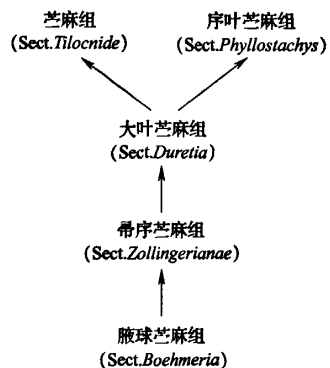 苎麻组
(Sect.Tilocnide)
序叶苎麻组
(Sect.Phyllostachys)
大叶苎麻组
(Sect.Duretia)
帚序苎麻组
(Sect.Zollingerianae)
腋球苎麻组
(Sect.Boehmeria)